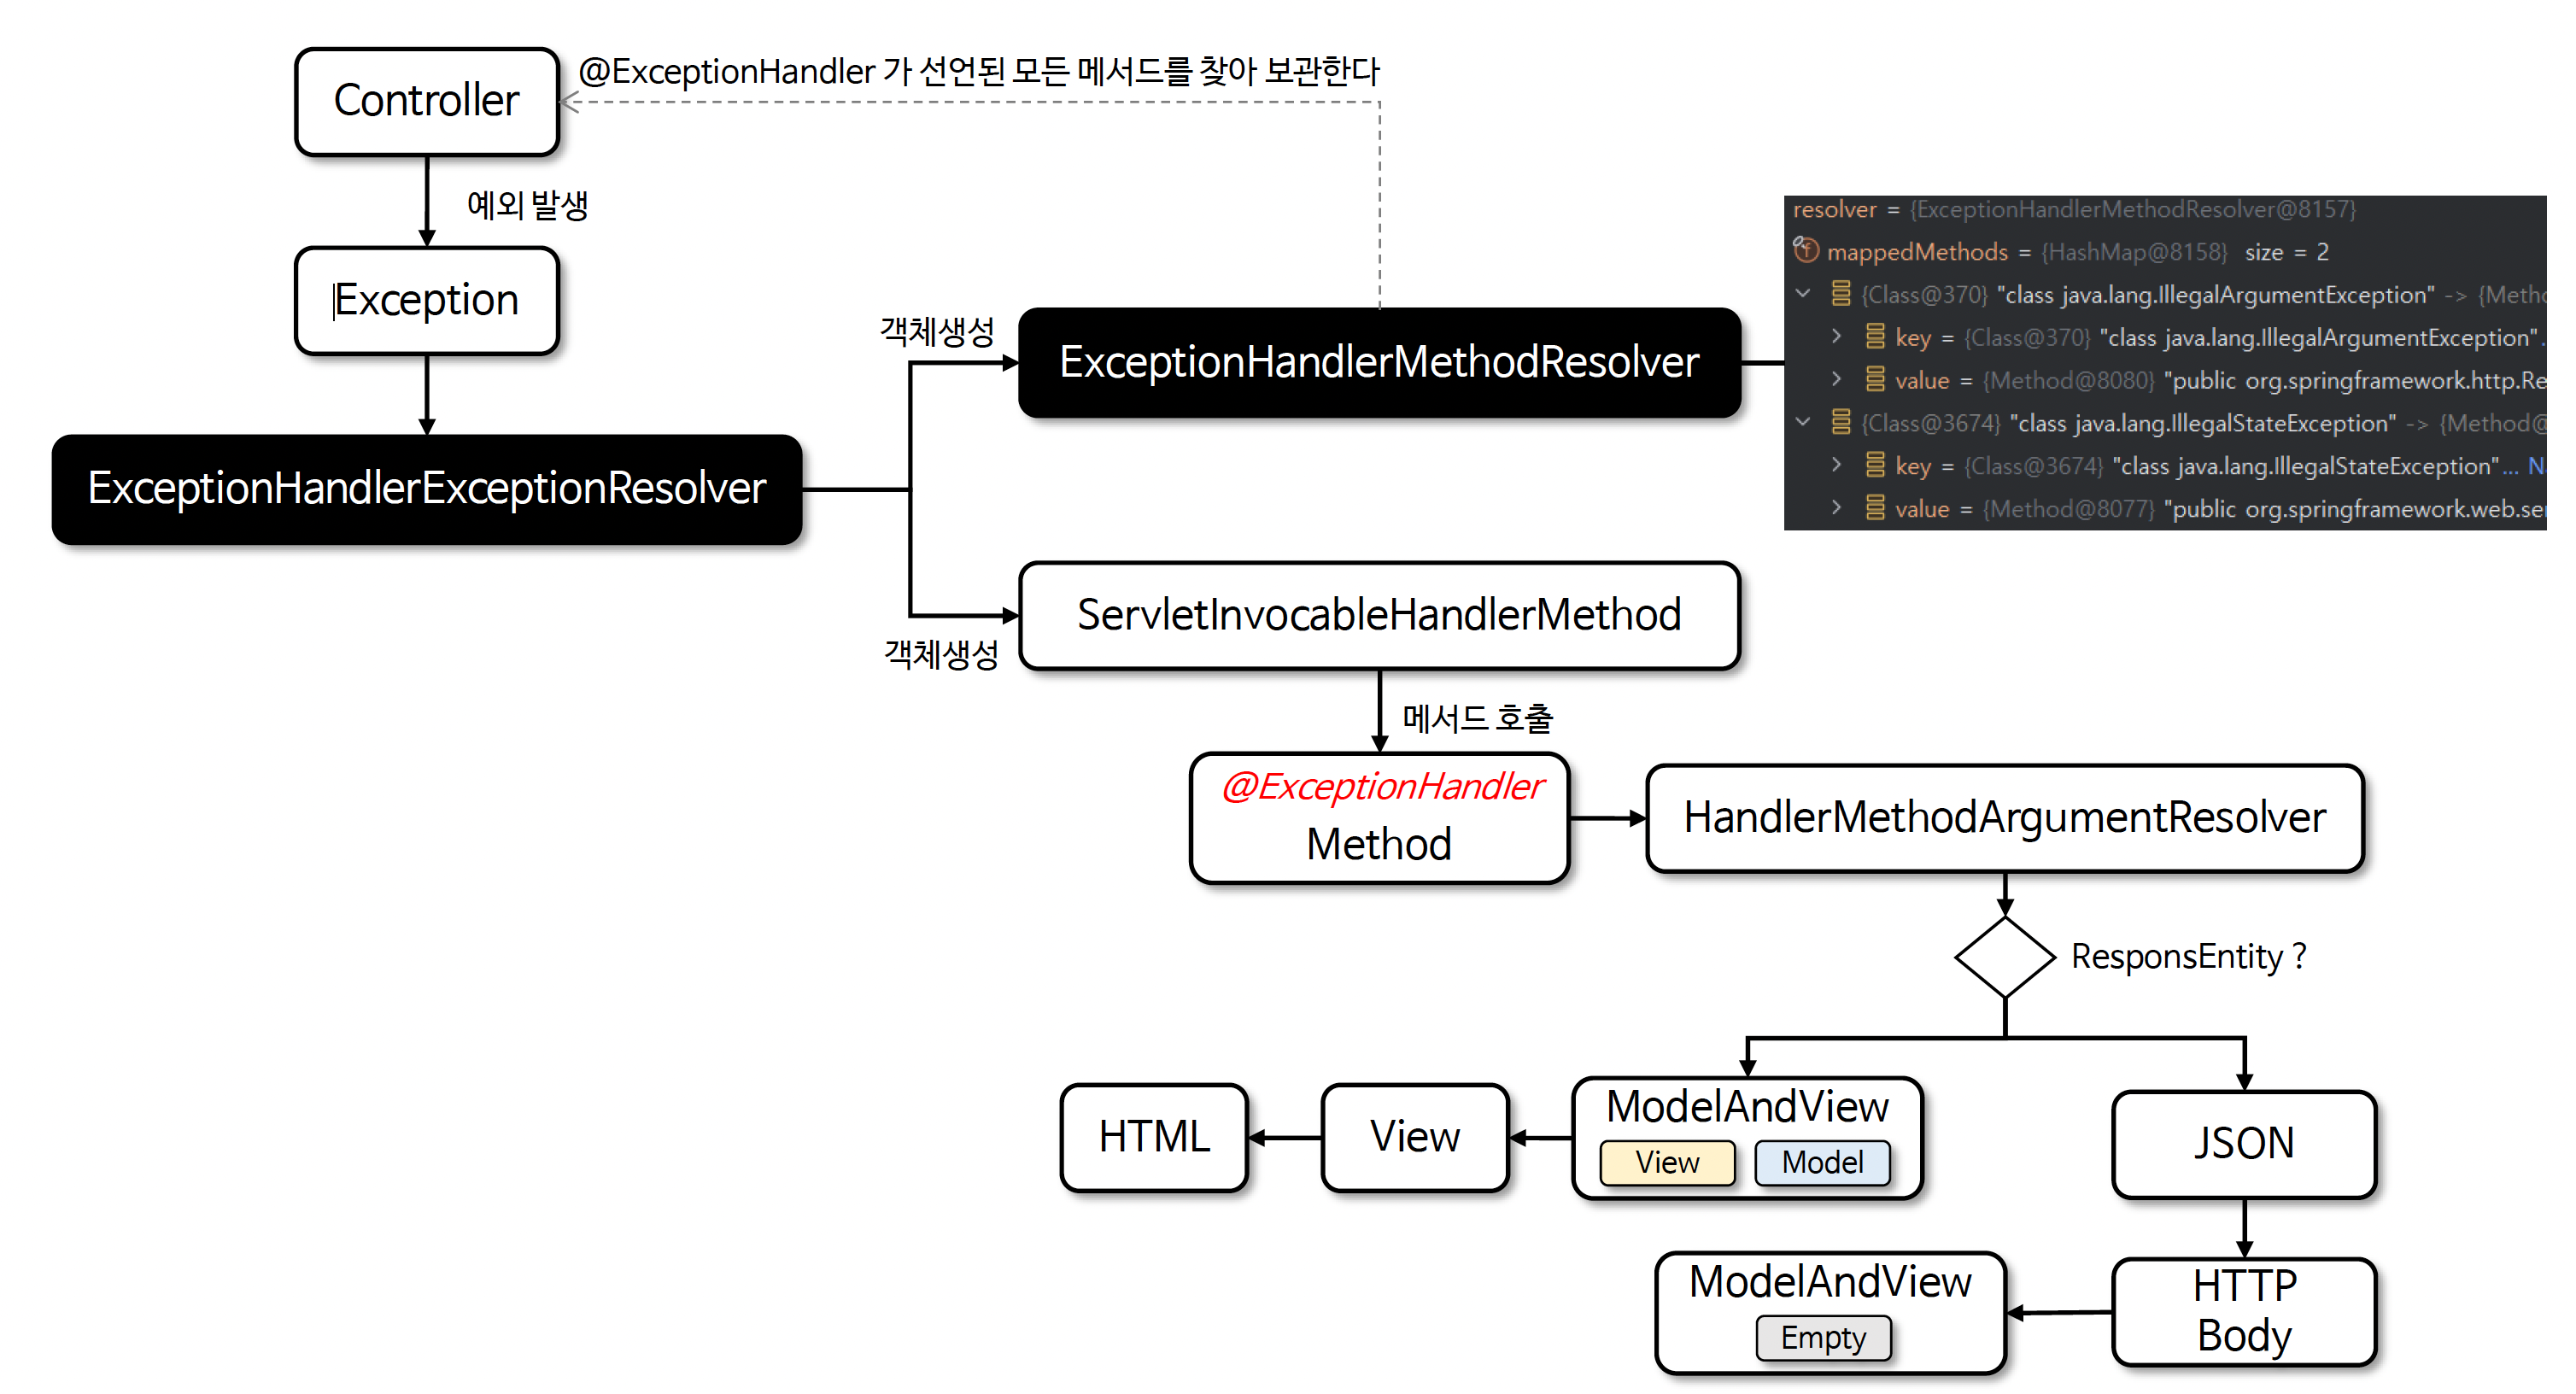 Controller
@ExceptionHandler 가 선언된 모든 메서드를 찾아 보관한다
예외 발생
Exception
ExceptionHandlerExceptionResolver
객체생성
ExceptionHandlerMethodResolver
resolver = {ExceptionHandlerMethodResolver@8157}
mappedMethods = {HashMap@8158} size = 2
{Class@370} "class java.lang.IllegalArgumentException" -> {Metho
key = {Class@370} "class java.lang.IllegalArgumentException".
value = {Method@8080} "public org.springframework.http.Re
{Class@3674} "class java.lang.IllegalStateException" -> {Method@
key = {Class@3674} "class java.lang.IllegalStateException"... N
value = {Method@8077} "public org.springframework.web.se
객체생성
ServletInvocableHandlerMethod
메서드 호출
@ExceptionHandler
Method
HandlerMethodArgumentResolver
ResponsEntity ?
ModelAndView
View Model
View
HTML
JSON
HTTP
Body
ModelAndView
Empty